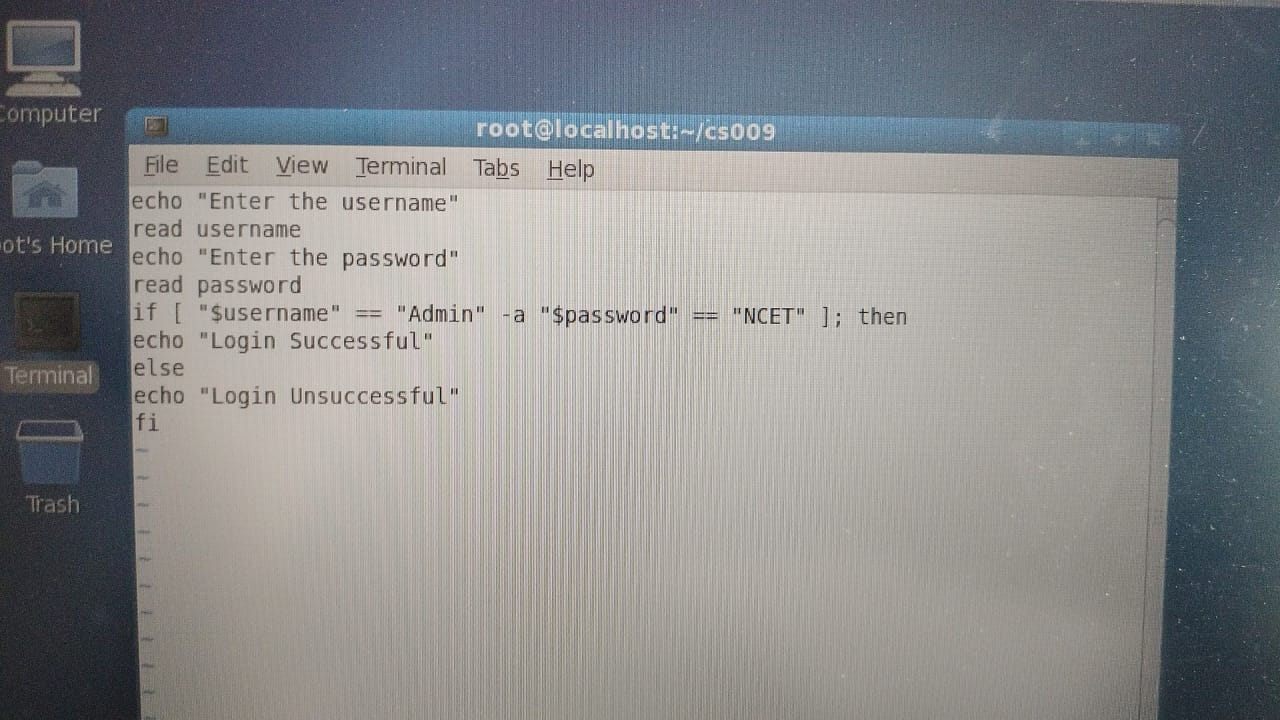 Computer
root@localhost:~/cs009
File Edit View Terminal Tabs Help
echo "Enter the username"
read username
echo "Enter the password"
read password
if [ "$username" == "Admin" -a "$password" == "NCET" ]; then
echo "Login Successful"
else
echo "Login Unsuccessful"
fi
~
~
~
~
~
~
~
~
~
~
~
ot's Home
Terminal
Trash